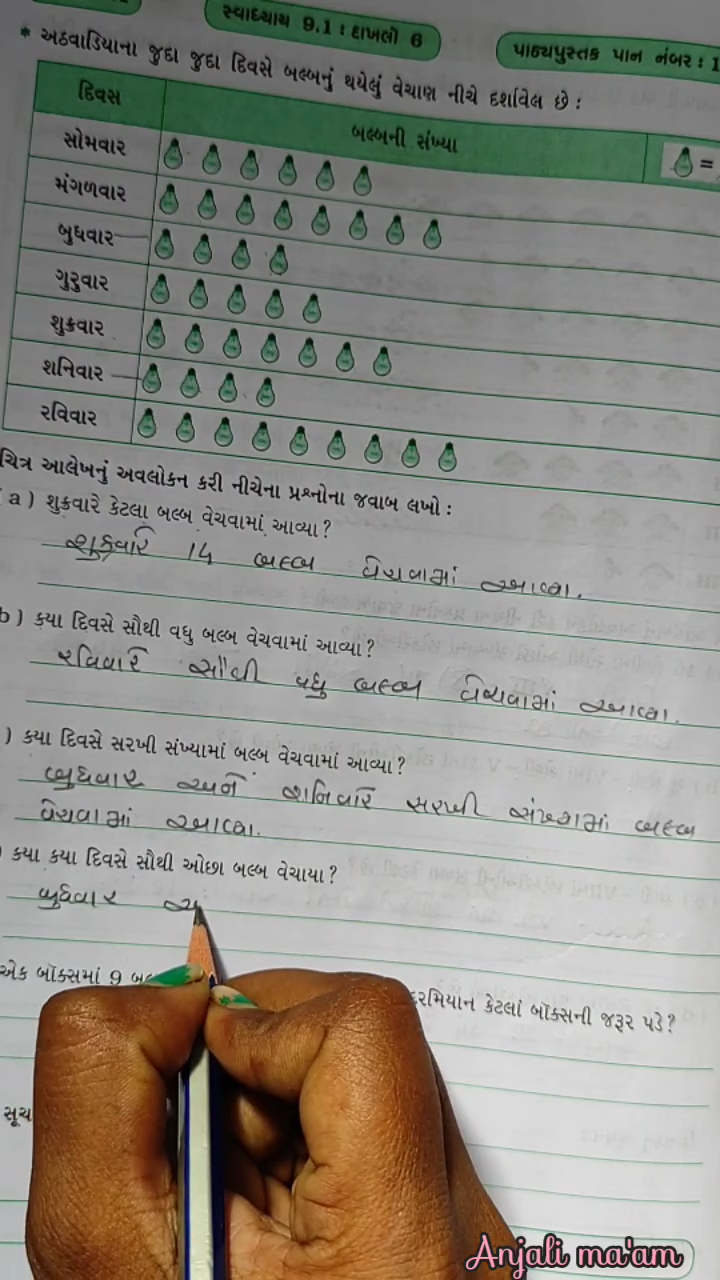 સ્વાધ્યાય 9.1 : દાખલો 6
પાઠ્યપુસ્તક પાન નંબર : 1
* અઠવાડિયાના જુદા જુદા દિવસે બલ્બનું થયેલું વેચાણ નીચે દર્શાવેલ છે :
દિવસ
બલ્બની સંખ્યા
=
સોમવાર
મંગળવાર
બુધવાર
ગુરુવાર
શુક્રવાર
શનિવાર
રવિવાર
ચિત્ર આલેખનું અવલોકન કરી નીચેના પ્રશ્નોના જવાબ લખો :
a ) શુક્રવારે કેટલા બલ્બ વેચવામાં આવ્યા?
શુક્રવારે 14 બલ્બ વેચવામાં આવ્યા.
b ) કયા દિવસે સૌથી વધુ બલ્બ વેચવામાં આવ્યા?
રવિવારે સૌથી વધુ બલ્બ વેચવામાં આવ્યા.
) કયા દિવસે સરખી સંખ્યામાં બલ્બ વેચવામાં આવ્યા?
બુધવાર અને શનિવારે સરખી સંખ્યામાં બલ્બ
વેચવામાં આવ્યા.
) કયા કયા દિવસે સૌથી ઓછા બલ્બ વેચાયા?
બુધવાર
એક બૉક્સમાં 9
દરમિયાન કેટલાં બૉક્સની જરૂર પડે?
Anjali ma'am